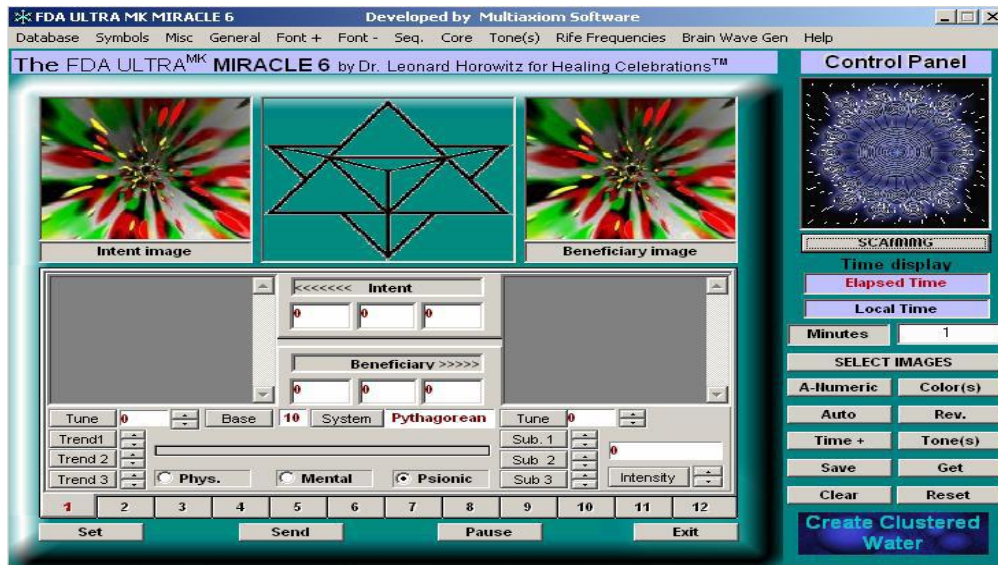 FDA ULTRA MK MIRACLE 6 Developed by Multiaxiom Software
Database Symbols Misc General Font + Font - Seq. Core Tone(s) Rife Frequencies Brain Wave Gen Help
The FDA ULTRA MK MIRACLE 6 by Dr. Leonard Horowitz for Healing Celebrations™
Control Panel
Intent image
Beneficiary image
SCANNING
Time display
Elapsed Time
Local Time
Minutes 1
SELECT IMAGES
A-Numeric Color(s)
Auto Rev.
Time + Tone(s)
Save Get
Clear Reset
Create Clustered
Water
<<<<<<< Intent
0 0 0
Beneficiary >>>>>
0 0 0
Tune 0 Base 10 System Pythagorean Tune 0
Trend1 Sub. 1
Trend 2 Sub 2 0
Trend 3 Phys. Mental Psionic Sub 3 Intensity
1 2 3 4 5 6 7 8 9 10 11 12
Set Send Pause Exit